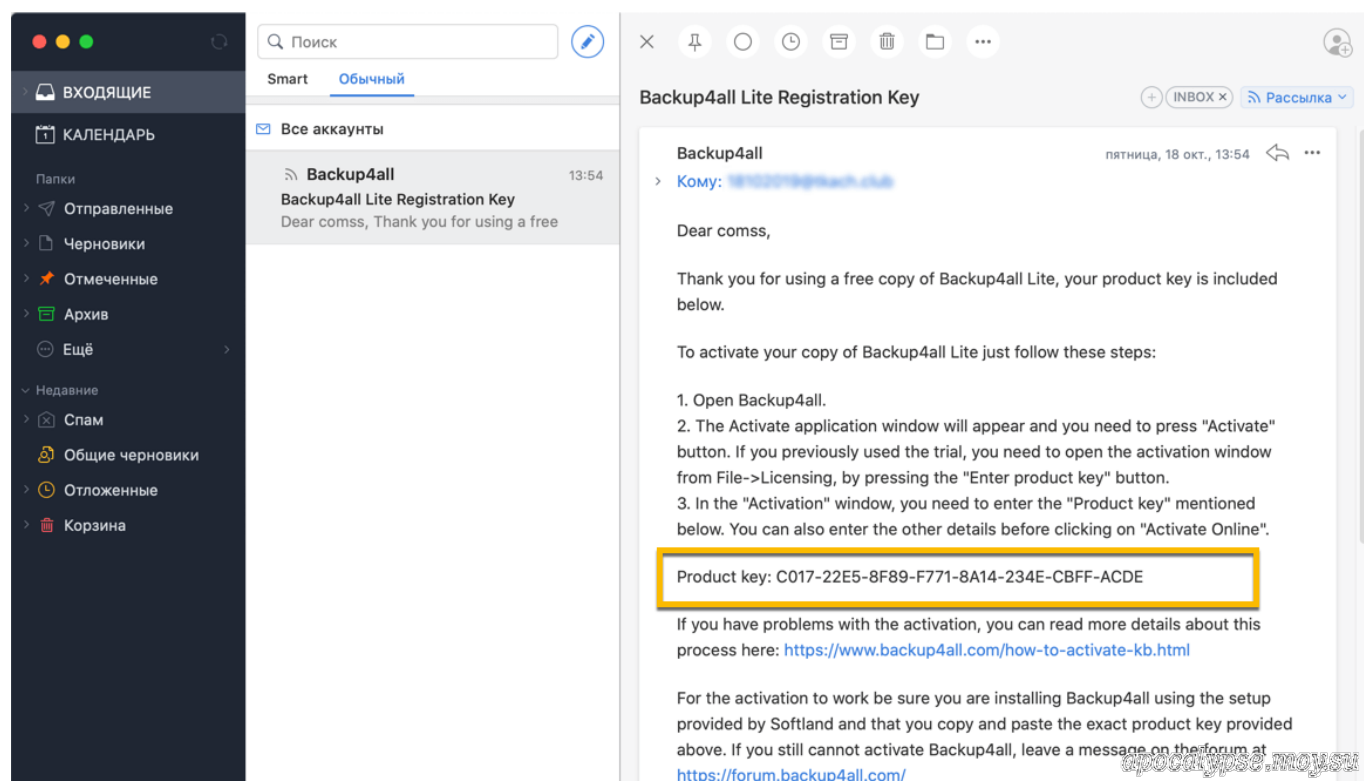 ВХОДЯЩИЕ
КАЛЕНДАРЬ
Папки
Отправленные
Черновики
Отмеченные
Архив
Ещё
Недавние
Спам
Общие черновики
Отложенные
Корзина
Поиск
Smart Обычный
Все аккаунты
Backup4all 13:54
Backup4all Lite Registration Key
Dear comss, Thank you for using a free
Backup4all Lite Registration Key INBOX × Рассылка
Backup4all пятница, 18 окт., 13:54
Кому:
Dear comss,
Thank you for using a free copy of Backup4all Lite, your product key is included
below.
To activate your copy of Backup4all Lite just follow these steps:
1. Open Backup4all.
2. The Activate application window will appear and you need to press "Activate"
button. If you previously used the trial, you need to open the activation window
from File->Licensing, by pressing the "Enter product key" button.
3. In the "Activation" window, you need to enter the "Product key" mentioned
below. You can also enter the other details before clicking on "Activate Online".
Product key: C017-22E5-8F89-F771-8A14-234E-CBFF-ACDE
If you have problems with the activation, you can read more details about this
process here: https://www.backup4all.com/how-to-activate-kb.html
For the activation to work be sure you are installing Backup4all using the setup
provided by Softland and that you copy and paste the exact product key provided
above. If you still cannot activate Backup4all, leave a message on the forum at
https://forum.backup4all.com/
apocalypse.moy.su